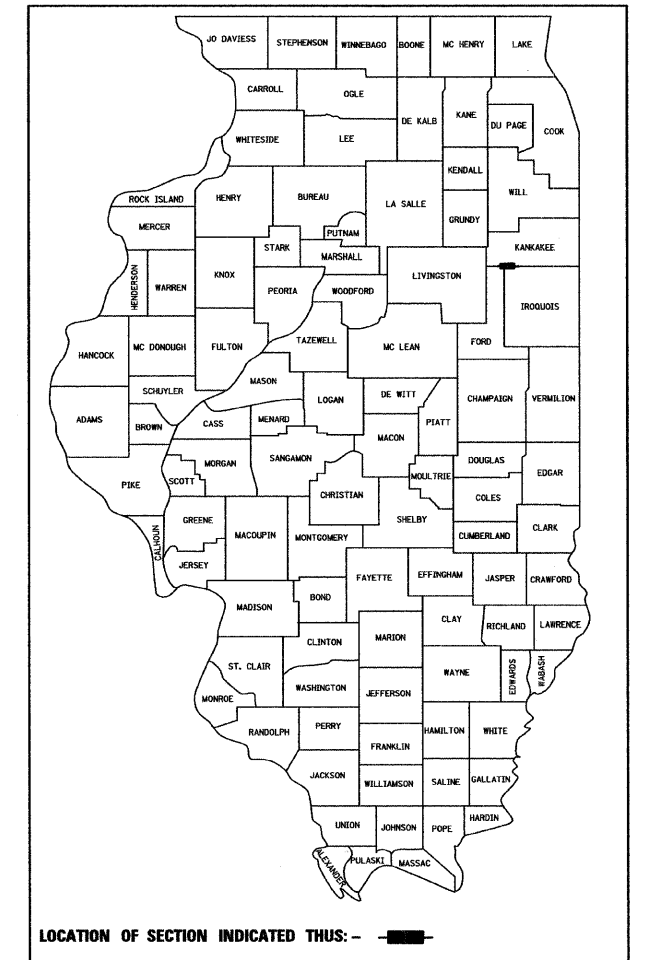 JO DAVIESS
STEPHENSON
WINNEBAGO
BOONE
MC HENRY
LAKE
CARROLL
OGLE
DE KALB
KANE
DU PAGE
COOK
WHITESIDE
LEE
KENDALL
WILL
ROCK ISLAND
HENRY
BUREAU
LA SALLE
GRUNDY
MERCER
PUTNAM
STARK
MARSHALL
KANKAKEE
HENDERSON
WARREN
KNOX
PEORIA
WOODFORD
LIVINGSTON
IROQUOIS
HANCOCK
MC DONOUGH
FULTON
TAZEWELL
MC LEAN
FORD
MASON
SCHUYLER
LOGAN
DE WITT
CHAMPAIGN
VERMILION
ADAMS
BROWN
CASS
MENARD
PIATT
MACON
SANGAMON
DOUGLAS
EDGAR
PIKE
SCOTT
MORGAN
MOULTRIE
CHRISTIAN
COLES
GREENE
MACOUPIN
MONTGOMERY
SHELBY
CUMBERLAND
CLARK
CALHOUN
JERSEY
FAYETTE
EFFINGHAM
JASPER
CRAWFORD
MADISON
BOND
CLAY
RICHLAND
LAWRENCE
MARION
CLINTON
ST. CLAIR
WAYNE
EDWARDS
WABASH
MONROE
WASHINGTON
JEFFERSON
RANDOLPH
PERRY
HAMILTON
WHITE
FRANKLIN
JACKSON
WILLIAMSON
SALINE
GALLATIN
UNION
JOHNSON
POPE
HARDIN
ALEXANDER
PULASKI
MASSAC
LOCATION OF SECTION INDICATED THUS: –